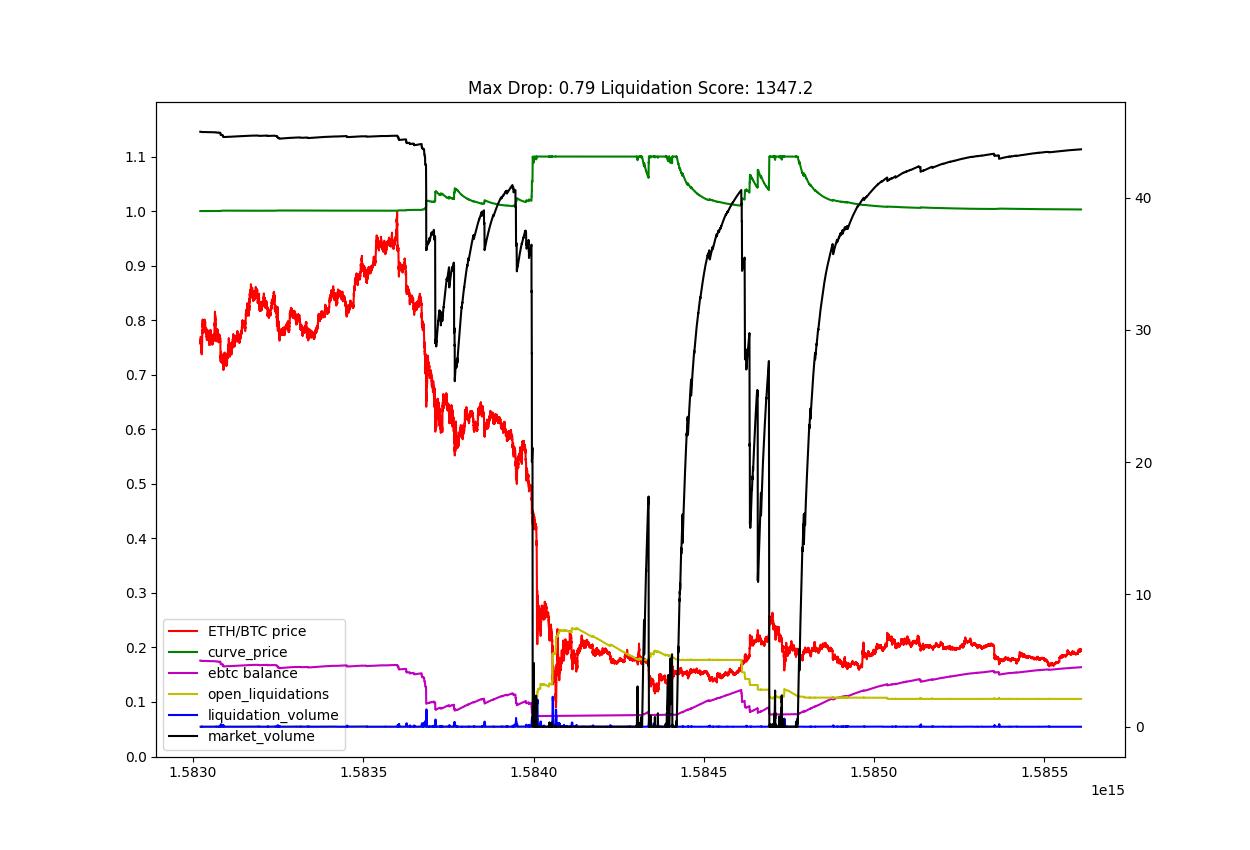 Max Drop: 0.79 Liquidation Score: 1347.2
1.1
1.0
0.9
0.8
0.7
0.6
0.5
0.4
0.3
0.2
0.1
0.0
40
30
20
10
0
ETH/BTC price
curve_price
ebtc balance
open_liquidations
liquidation_volume
market_volume
1.5830 1.5835 1.5840 1.5845 1.5850 1.5855
1e15